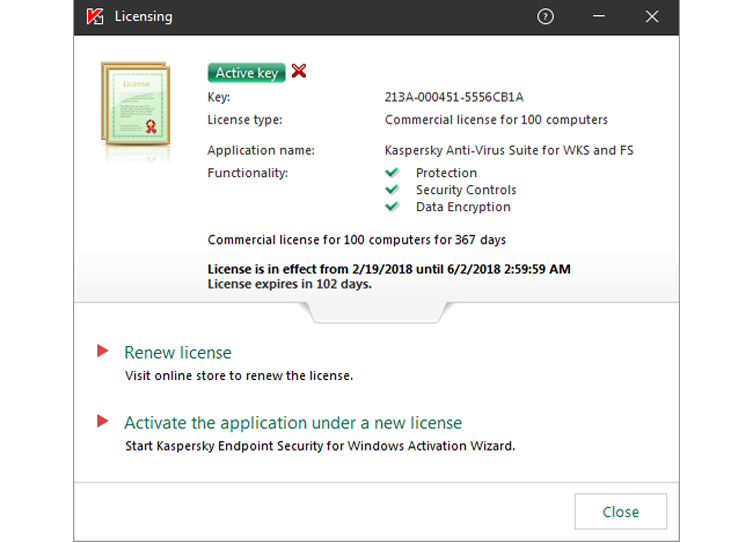 Licensing
License
Active key
Key: 213A-000451-5556CB1A
License type: Commercial license for 100 computers
Application name: Kaspersky Anti-Virus Suite for WKS and FS
Functionality: Protection
Security Controls
Data Encryption
Commercial license for 100 computers for 367 days
License is in effect from 2/19/2018 until 6/2/2018 2:59:59 AM
License expires in 102 days.
Renew license
Visit online store to renew the license.
Activate the application under a new license
Start Kaspersky Endpoint Security for Windows Activation Wizard.
Close